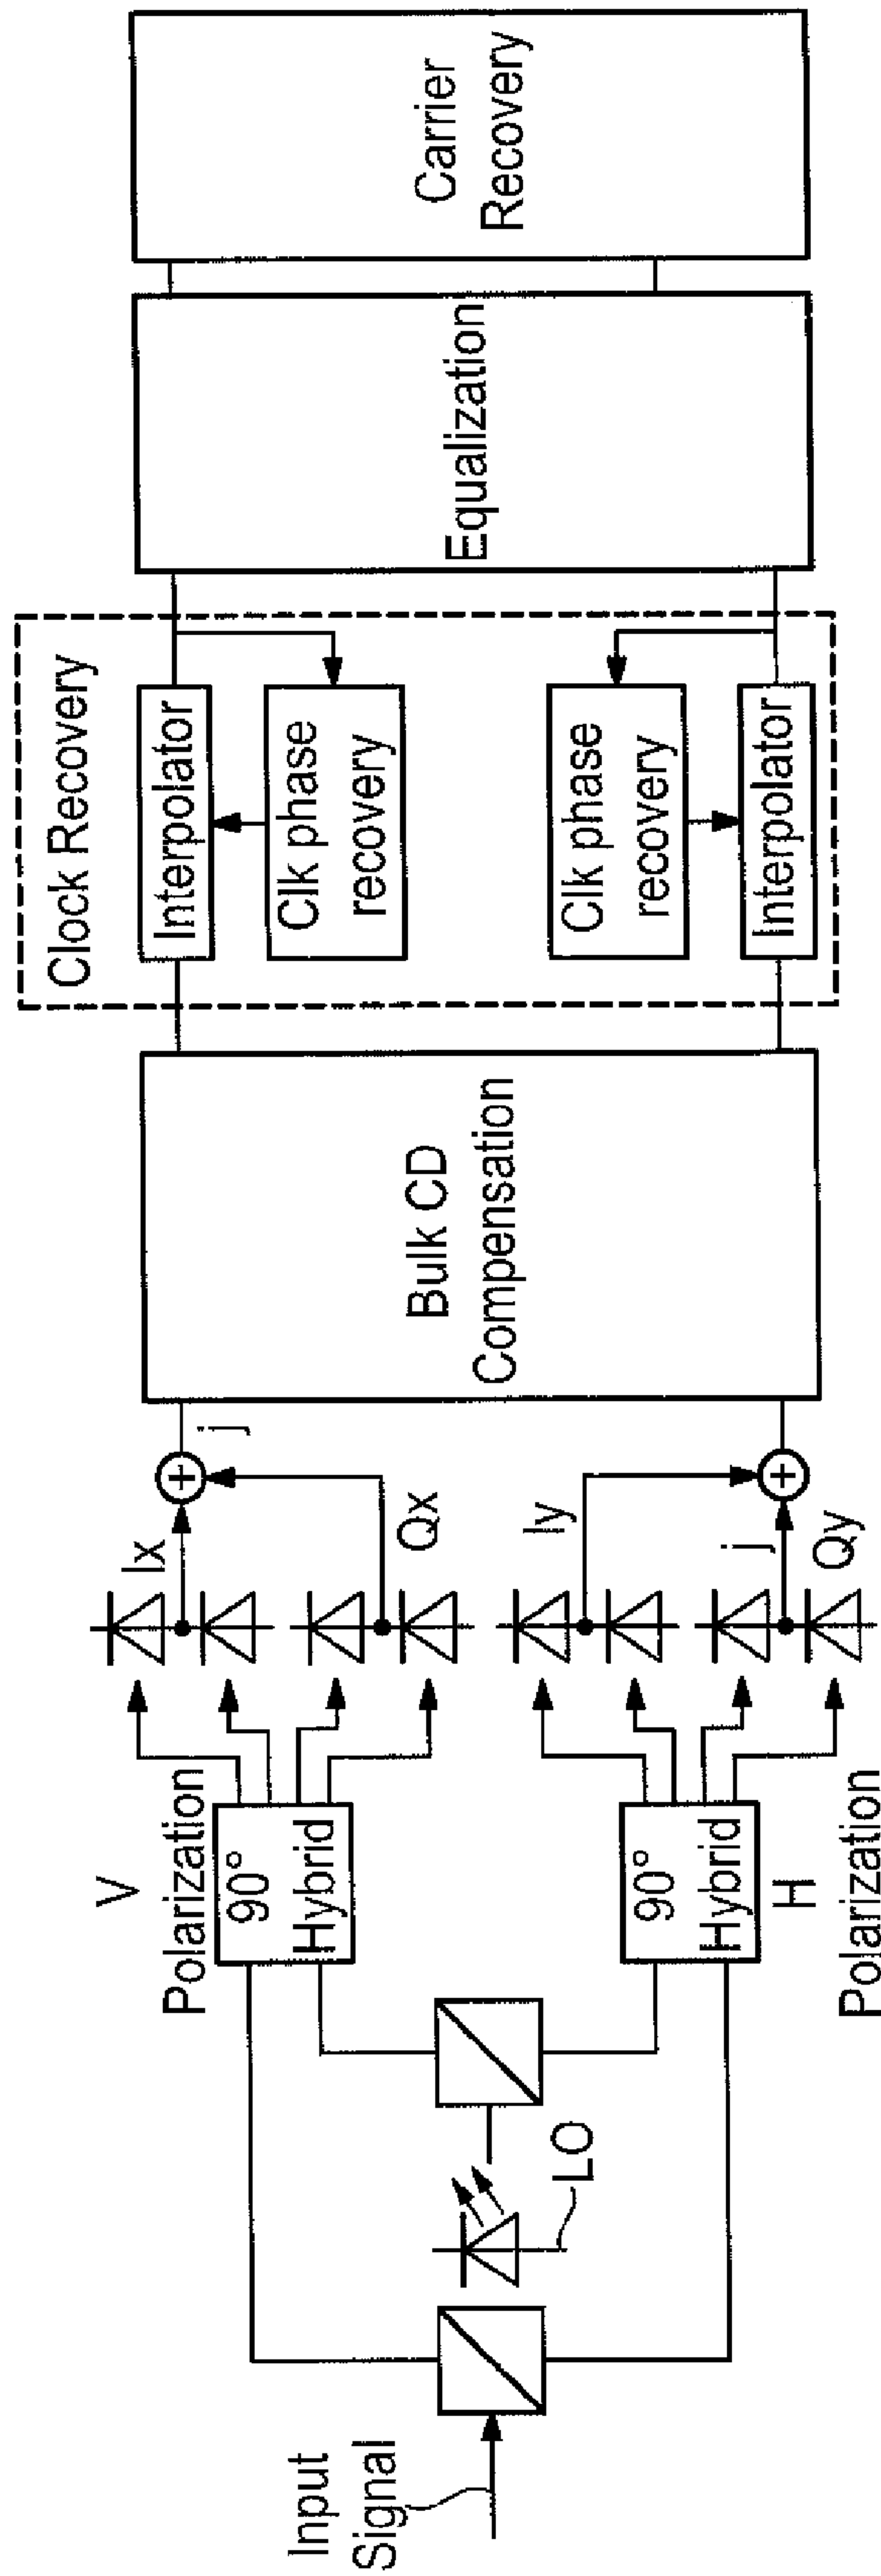 Input
Signal
LO
V
Polarization
90°
Hybrid
90°
Hybrid
H
Polarization
Ix
Qx
j
Iy
j
Qy
Bulk CD
Compensation
Clock Recovery
Interpolator
Clk phase
recovery
Clk phase
recovery
Interpolator
Equalization
Carrier
Recovery